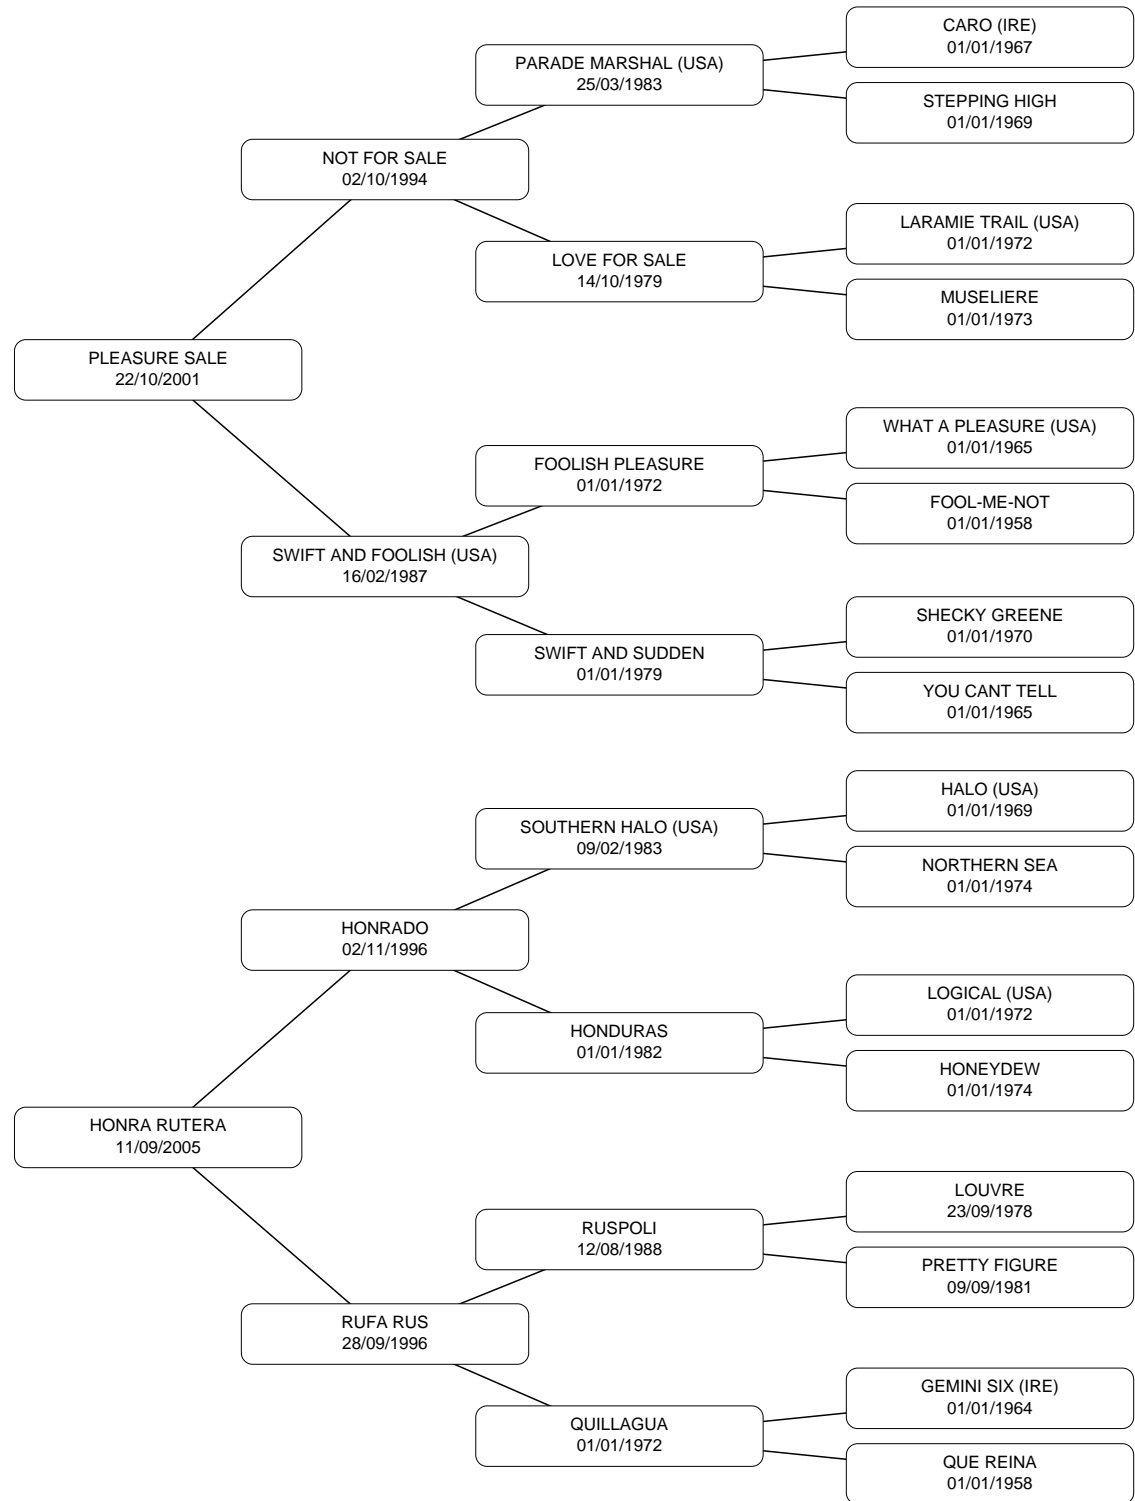 CARO (IRE)
01/01/1967
PARADE MARSHAL (USA)
25/03/1983
STEPPING HIGH
01/01/1969
NOT FOR SALE
02/10/1994
LARAMIE TRAIL (USA)
01/01/1972
LOVE FOR SALE
14/10/1979
MUSELIERE
01/01/1973
PLEASURE SALE
22/10/2001
WHAT A PLEASURE (USA)
01/01/1965
FOOLISH PLEASURE
01/01/1972
FOOL-ME-NOT
01/01/1958
SWIFT AND FOOLISH (USA)
16/02/1987
SHECKY GREENE
01/01/1970
SWIFT AND SUDDEN
01/01/1979
YOU CANT TELL
01/01/1965
HALO (USA)
01/01/1969
SOUTHERN HALO (USA)
09/02/1983
NORTHERN SEA
01/01/1974
HONRADO
02/11/1996
LOGICAL (USA)
01/01/1972
HONDURAS
01/01/1982
HONEYDEW
01/01/1974
HONRA RUTERA
11/09/2005
LOUVRE
23/09/1978
RUSPOLI
12/08/1988
PRETTY FIGURE
09/09/1981
RUFA RUS
28/09/1996
GEMINI SIX (IRE)
01/01/1964
QUILLAGUA
01/01/1972
QUE REINA
01/01/1958